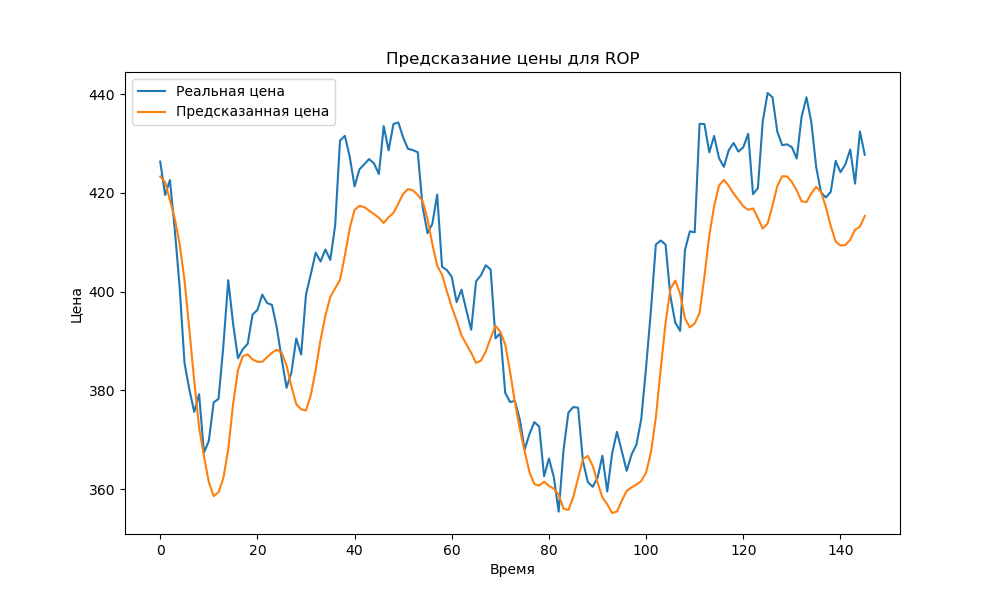 Предсказание цены для ROP
Реальная цена
Предсказанная цена
440
420
400
380
360
Цена
0 20 40 60 80 100 120 140
Время